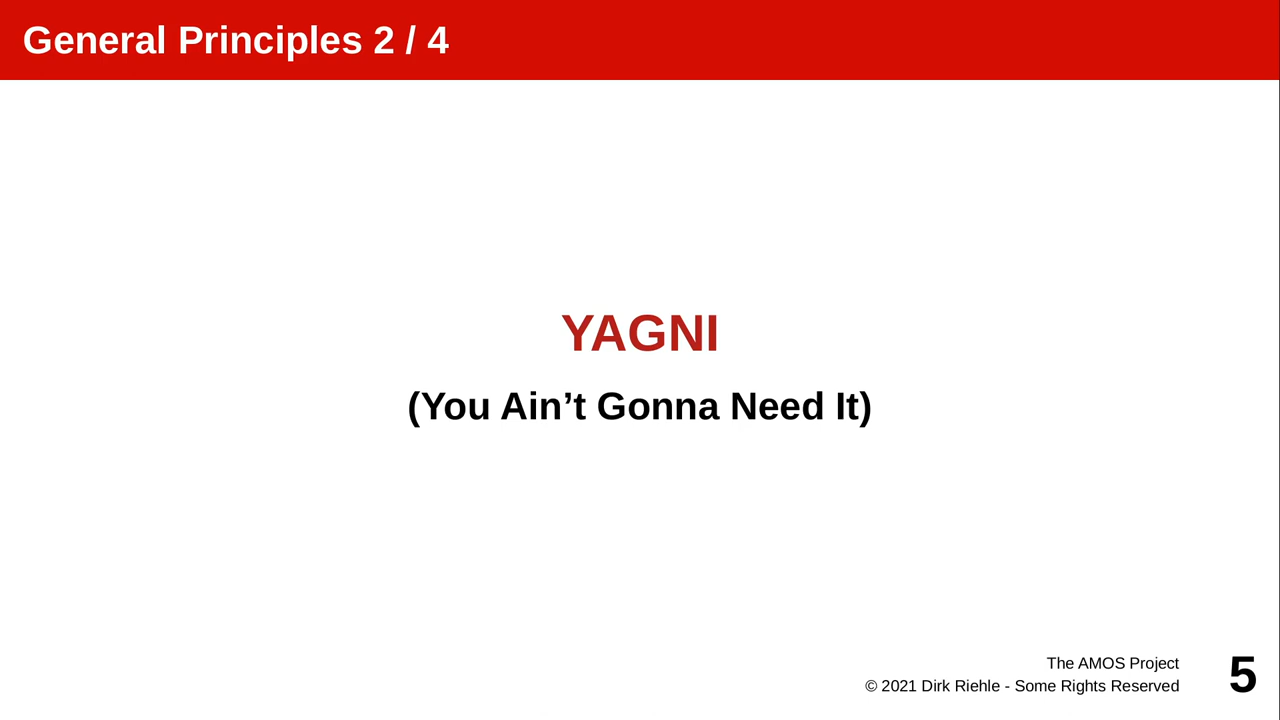 General Principles 2 / 4
YAGNI
(You Ain’t Gonna Need It)
The AMOS Project
© 2021 Dirk Riehle - Some Rights Reserved
5